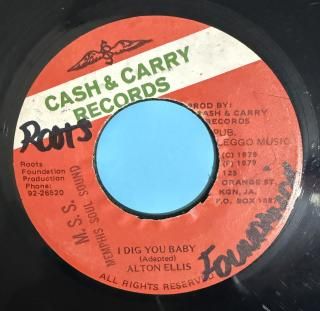 CASH & CARRY
RECORDS
ROOTS
Roots
Foundation
Production
Phone:
92-26520
M.S.S.
MEMPHIS SOUL SOUND
PROD BY:
CASH & CARRY
RECORDS
PUB.
LEGGO MUSIC
(C) 1979
(P) 1979
125
ORANGE ST.
KGN, JA.
P.O. BOX
I DIG YOU BABY
(Adapted)
ALTON ELLIS
ALL RIGHTS RESERVED